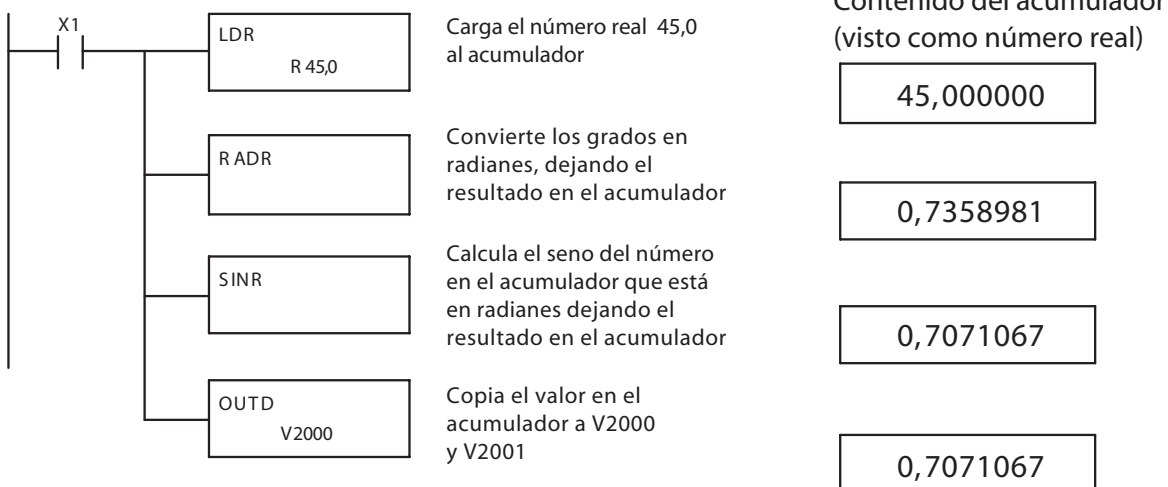 Contenido del acumulador
(visto como número real)
X1
LDR
R 45,0
Carga el número real 45,0
al acumulador
45,000000
R ADR
Convierte los grados en
radianes, dejando el
resultado en el acumulador
0,7358981
SINR
Calcula el seno del número
en el acumulador que está
en radianes dejando el
resultado en el acumulador
0,7071067
OUTD
V2000
Copia el valor en el
acumulador a V2000
y V2001
0,7071067